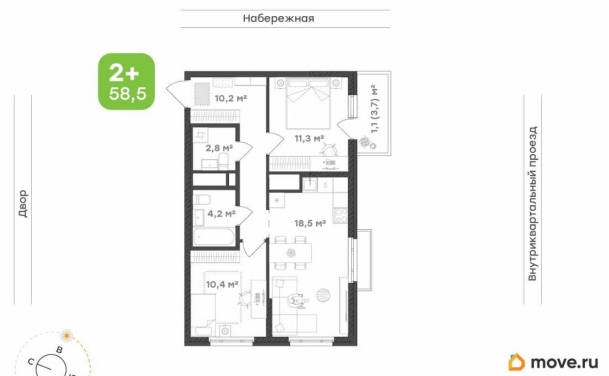 Набережная
2+
58,5
10,2 м²
11,3 м²
1,1 (3,7) м²
2,8 м²
4,2 м²
18,5 м²
10,4 м²
Двор
Внутриквартальный проезд
В
С
move.ru